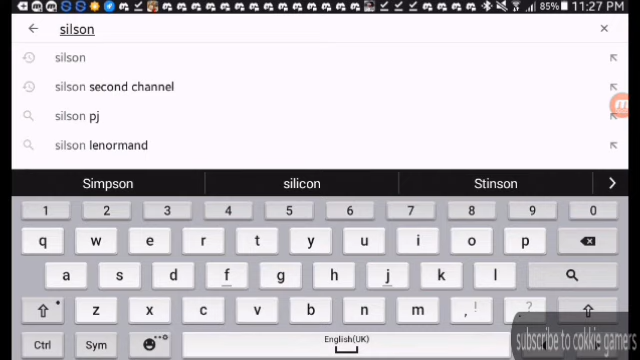 85% 11:27 PM
silson
silson
silson second channel
silson pj
silson lenormand
Simpson silicon Stinson
1 2 3 4 5 6 7 8 9 0
q w e r t y u i o p
a s d f g h j k l
z x c v b n m , ! . ?
Ctrl Sym English(UK)
subscribe to cokkie gamers